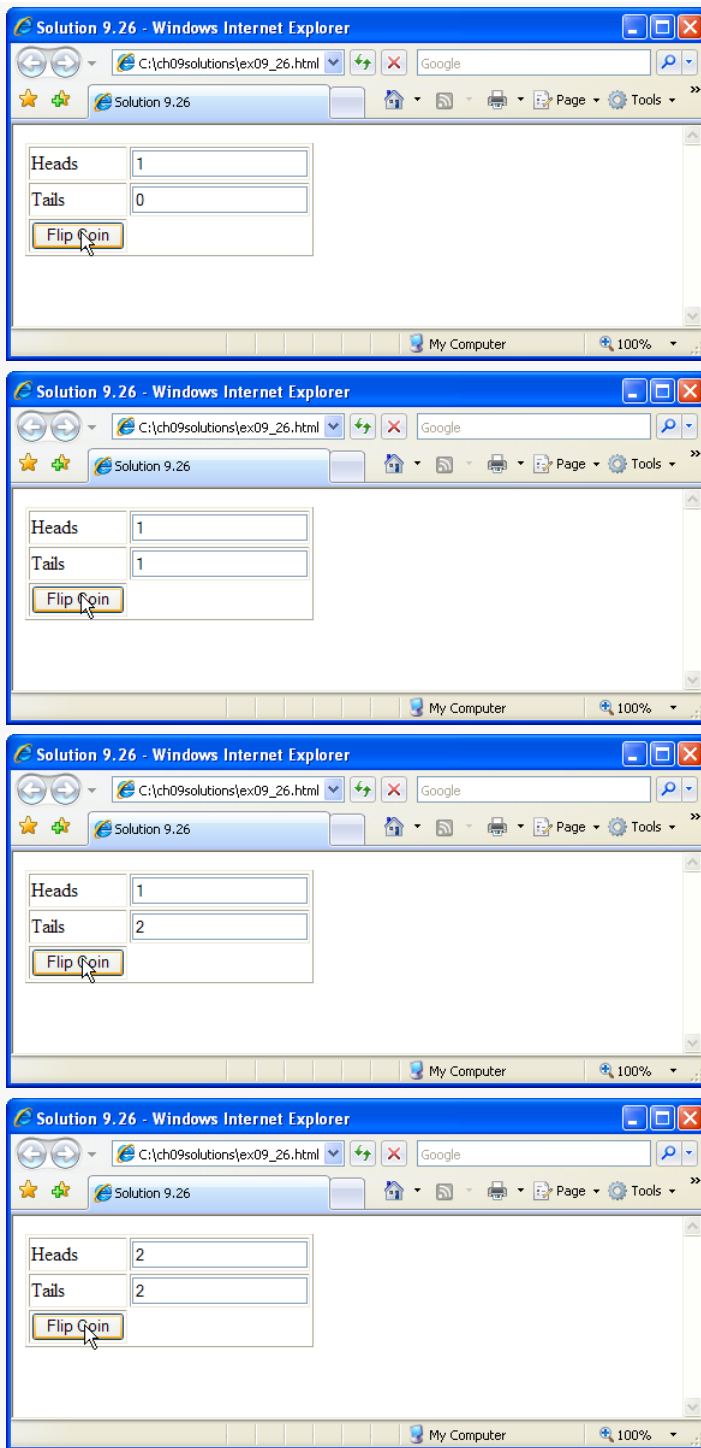 Solution 9.26 - Windows Internet Explorer
C:\ch09solutions\ex09_26.html Google
Solution 9.26 Page Tools »
Heads 1
Tails 0
Flip Coin
My Computer 100%
Solution 9.26 - Windows Internet Explorer
C:\ch09solutions\ex09_26.html Google
Solution 9.26 Page Tools »
Heads 1
Tails 1
Flip Coin
My Computer 100%
Solution 9.26 - Windows Internet Explorer
C:\ch09solutions\ex09_26.html Google
Solution 9.26 Page Tools »
Heads 1
Tails 2
Flip Coin
My Computer 100%
Solution 9.26 - Windows Internet Explorer
C:\ch09solutions\ex09_26.html Google
Solution 9.26 Page Tools »
Heads 2
Tails 2
Flip Coin
My Computer 100%